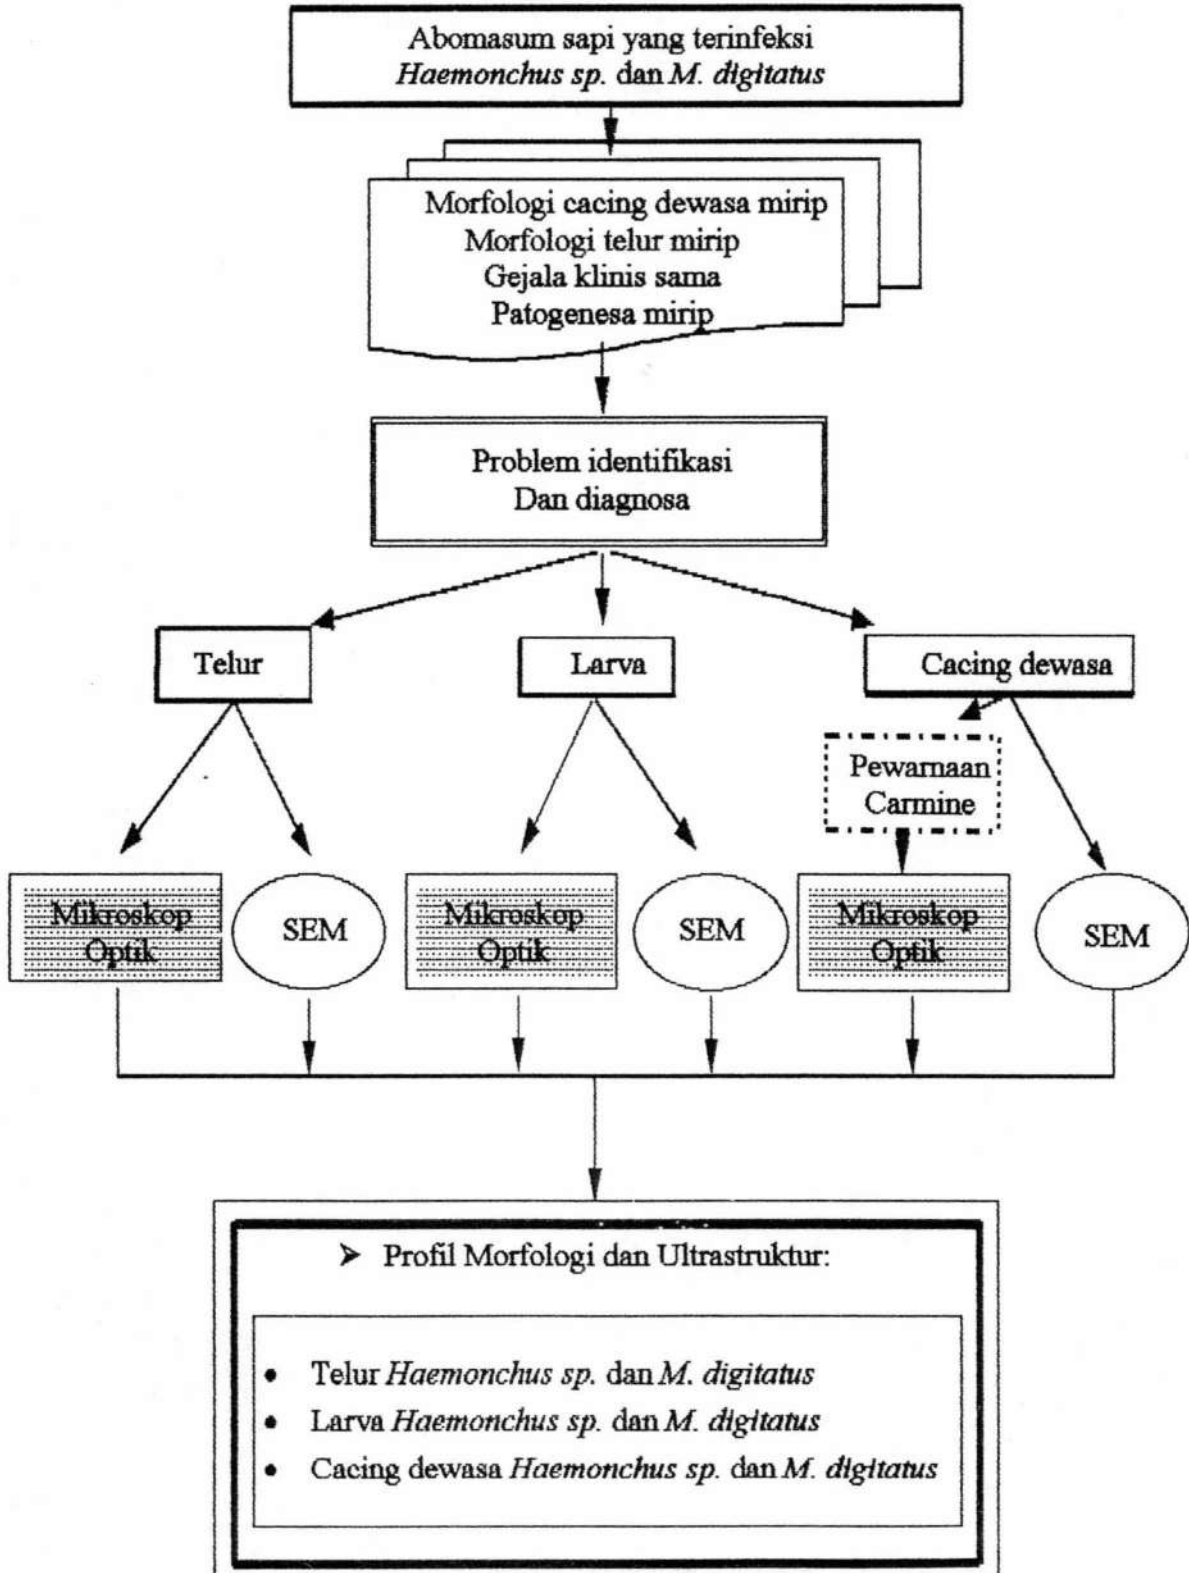 Abomasum sapi yang terinfeksi
Haemonchus sp. dan M. digitatus
Morfologi cacing dewasa mirip
Morfologi telur mirip
Gejala klinis sama
Patogenesa mirip
Problem identifikasi
Dan diagnosa
Telur
Larva
Cacing dewasa
Pewarnaan
Carmine
Mikroskop
Optik
SEM
Mikroskop
Optik
SEM
Mikroskop
Optik
SEM
➤ Profil Morfologi dan Ultrastruktur:
• Telur Haemonchus sp. dan M. digitatus
• Larva Haemonchus sp. dan M. digitatus
• Cacing dewasa Haemonchus sp. dan M. digitatus